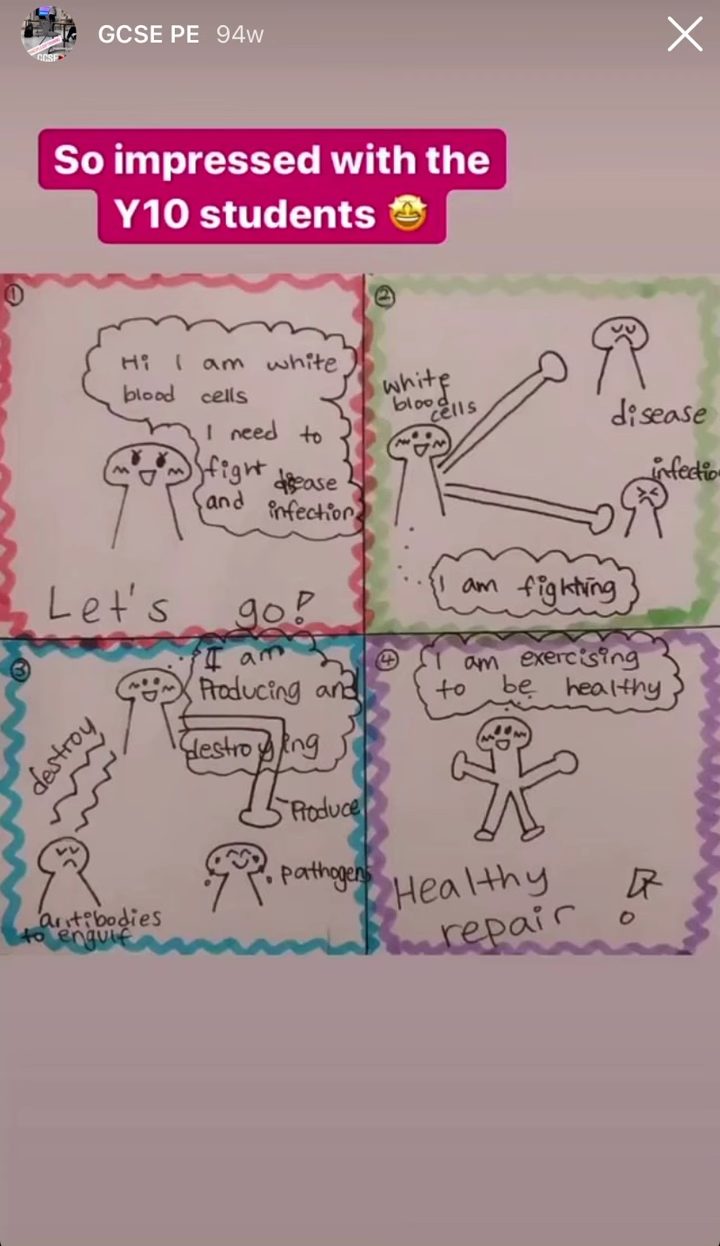 GCSE PE 94w
So impressed with the
Y10 students 🤩
1
Hi I am white
blood cells
I need to
fight disease
and infection
Let's go!
2
white
blood
cells
disease
infectio
I am fighting
3
I am
Producing and
destroying
destroy
Produce
pathogens
antibodies
to engulf
4
I am exercising
to be healthy
Healthy
repair !